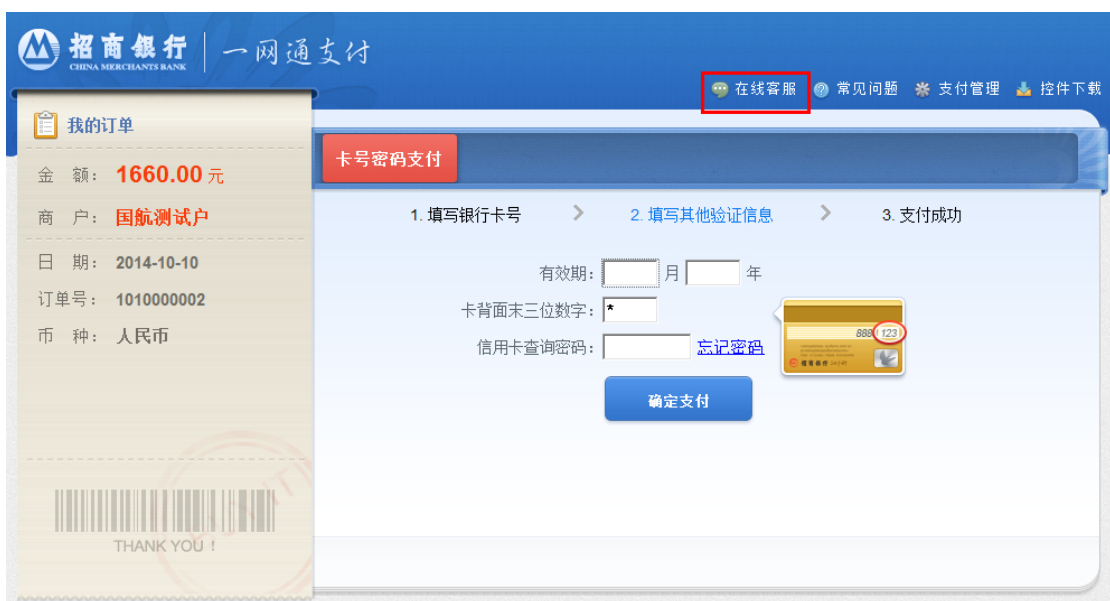 招商银行 一网通支付
CHINA MERCHANTS BANK
在线客服 常见问题 支付管理 控件下载
我的订单
金 额: 1660.00 元
商 户: 国航测试户
日 期: 2014-10-10
订单号: 1010000002
币 种: 人民币
THANK YOU !
卡号密码支付
1. 填写银行卡号 > 2. 填写其他验证信息 > 3. 支付成功
有效期: 月 年
卡背面末三位数字: *
888 123
信用卡查询密码: 忘记密码
确定支付